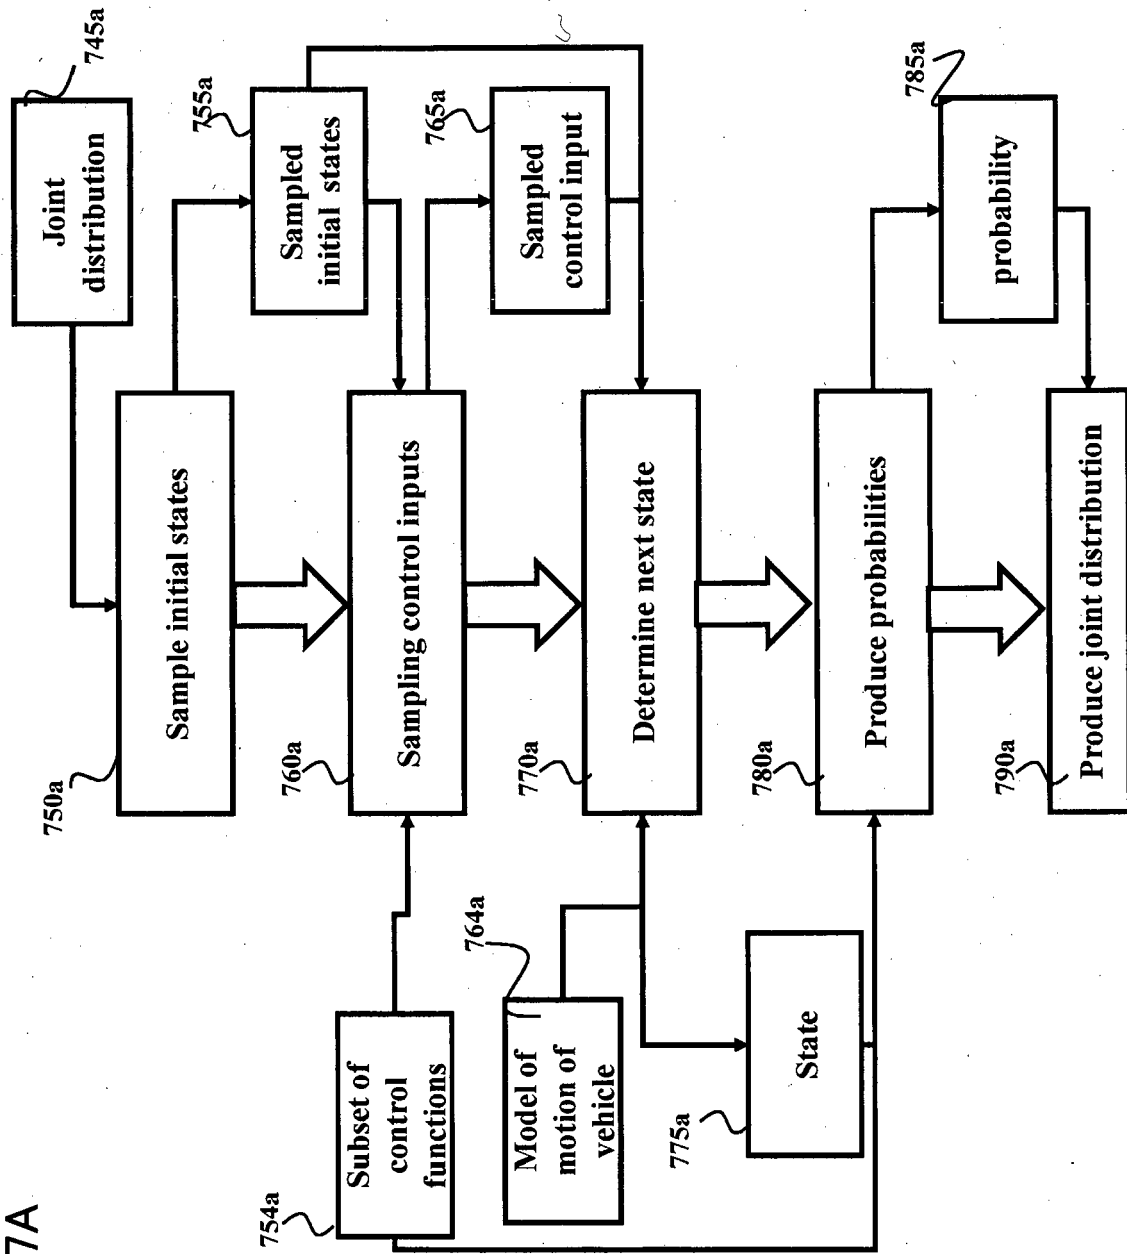 7A
745a
Joint
distribution
750a
Sample initial states
755a
Sampled
initial states
754a
Subset of
control
functions
760a
Sampling control inputs
765a
Sampled
control input
764a
Model of
motion of
vehicle
770a
Determine next state
775a
State
780a
Produce probabilities
785a
probability
790a
Produce joint distribution